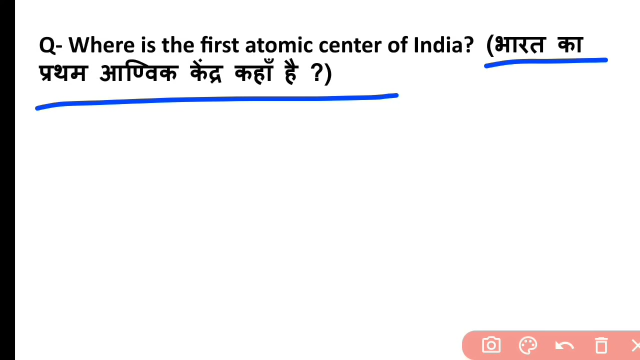 Q- Where is the first atomic center of India? (भारत का
प्रथम आण्विक केंद्र कहाँ है ?)